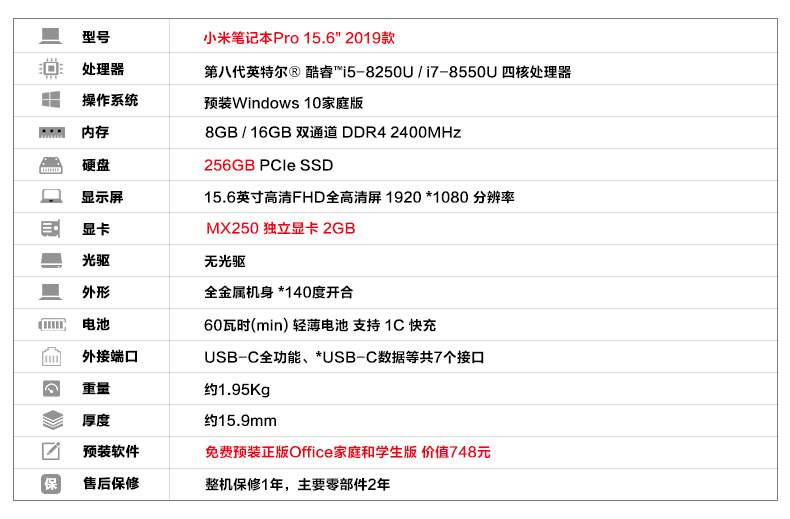 型号 小米笔记本Pro 15.6" 2019款
处理器 第八代英特尔® 酷睿™i5-8250U / i7-8550U 四核处理器
操作系统 预装Windows 10家庭版
内存 8GB / 16GB 双通道 DDR4 2400MHz
硬盘 256GB PCIe SSD
显示屏 15.6英寸高清FHD全高清屏 1920 *1080 分辨率
显卡 MX250 独立显卡 2GB
光驱 无光驱
外形 全金属机身 *140度开合
电池 60瓦时(min) 轻薄电池 支持 1C 快充
外接端口 USB-C全功能、*USB-C数据等共7个接口
重量 约1.95Kg
厚度 约15.9mm
预装软件 免费预装正版Office家庭和学生版 价值748元
保 售后保修 整机保修1年，主要零部件2年